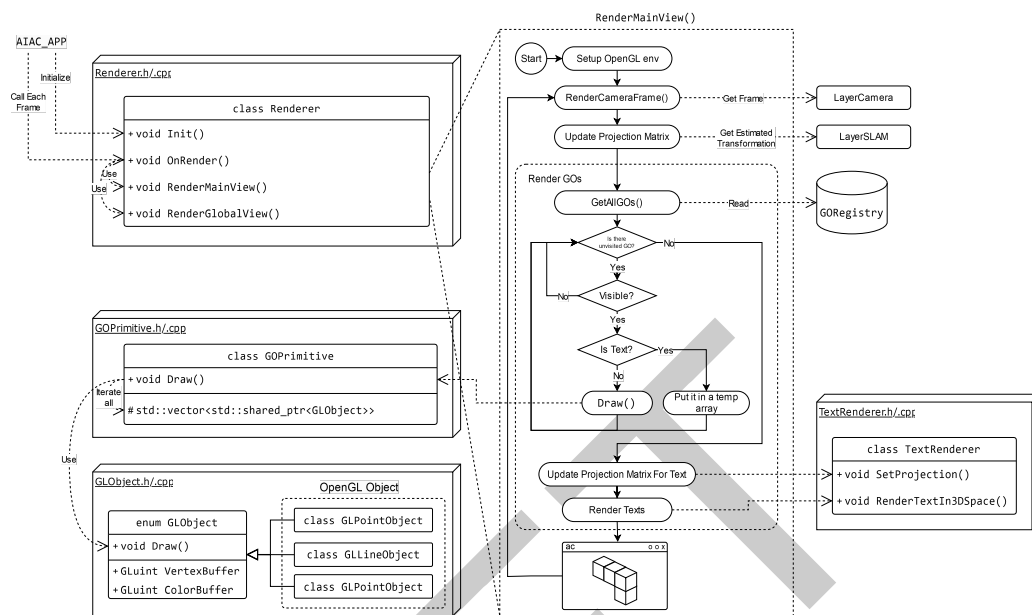 RenderMainView()
AIAC_APP
Initialize
Call Each
Frame
Renderer.h/.cpp
class Renderer
+ void Init()
+ void OnRender()
Use
Use
+ void RenderMainView()
+ void RenderGlobalView()
GOPrimitive.h/.cpp
class GOPrimitive
+ void Draw()
Iterate
all
# std::vector<std::shared_ptr<GLObject>>
Use
GLObject.h/.cpp
OpenGL Object
enum GLObject
+ void Draw()
+ GLuint VertexBuffer
+ GLuint ColorBuffer
class GLPointObject
class GLLineObject
class GLPointObject
Start
Setup OpenGL env
RenderCameraFrame()
Get Frame
LayerCamera
Update Projection Matrix
Get Estimated
Transformation
LayerSLAM
Render GOs
GetAllGOs()
Read
GORegistry
Is there
unvisited GO?
No
Yes
Visible?
No
Yes
Is Text?
Yes
No
Draw()
Put it in a temp
array
Update Projection Matrix For Text
Render Texts
ac
o o x
TextRenderer.h/.cpp
class TextRenderer
+ void SetProjection()
+ void RenderTextIn3DSpace()